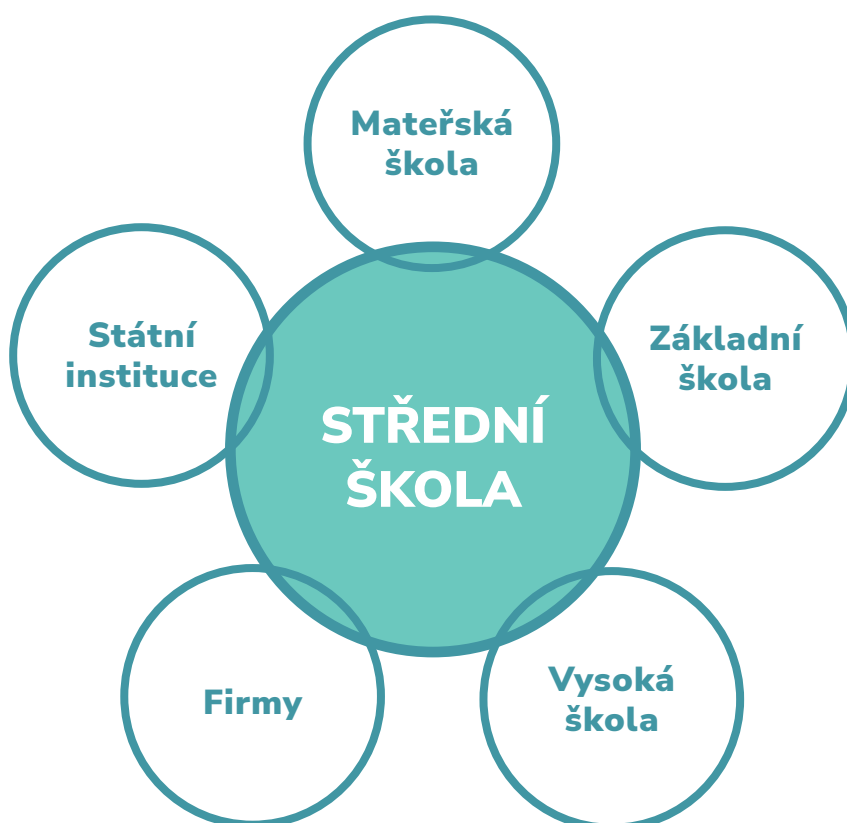 Mateřská
škola
Státní
instituce
Základní
škola
STŘEDNÍ
ŠKOLA
Firmy
Vysoká
škola